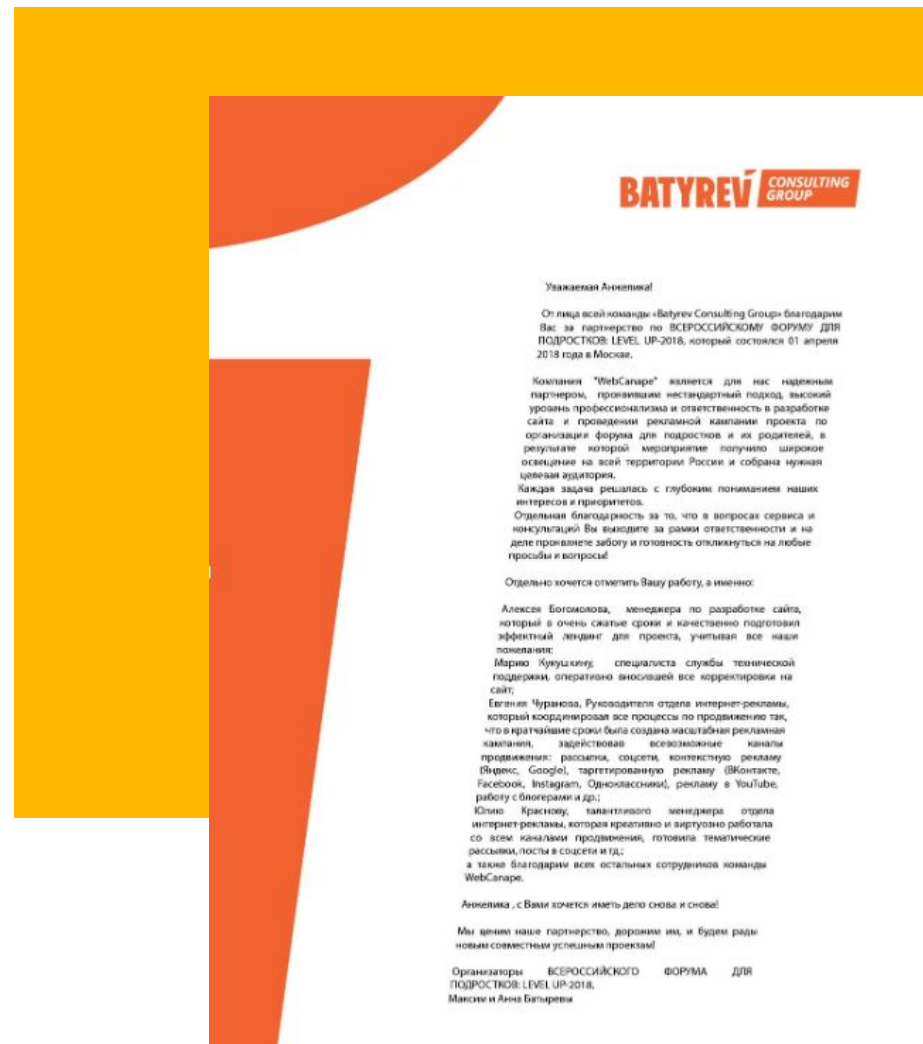 BATYREV CONSULTING
GROUP
Уважаемая Анжелика!
От лица всей команды «Batyrev Consulting Group» благодарим
Вас за партнерство по ВСЕРОССИЙСКОМУ ФОРУМУ ДЛЯ
ПОДРОСТКОВ: LEVEL UP-2018, который состоялся 01 апреля
2018 года в Москве.
Компания "WebCanape" является для нас надежным
партнером, проявившим нестандартный подход, высокий
уровень профессионализма и ответственность в разработке
сайта и проведении рекламной кампании проекта по
организации форума для подростков и их родителей, в
результате которой мероприятие получило широкое
освещение на всей территории России и собрана нужная
целевая аудитория.
Каждая задача решалась с глубоким пониманием наших
интересов и приоритетов.
Отдельная благодарность за то, что в вопросах сервиса и
консультаций Вы выходите за рамки ответственности и на
деле проявляете заботу и готовность откликнуться на любые
просьбы и вопросы!
Отдельно хочется отметить Вашу работу, а именно:
Алексея Богомолова, менеджера по разработке сайта,
который в очень сжатые сроки и качественно подготовил
эффектный лендинг для проекта, учитывая все наши
пожелания;
Марию Кукушкину, специалиста службы технической
поддержки, оперативно вносившей все корректировки на
сайт;
Евгения Чуранова, Руководителя отдела интернет-рекламы,
который координировал все процессы по продвижению так,
что в кратчайшие сроки была создана масштабная рекламная
кампания, задействовав всевозможные каналы
продвижения: рассылки, соцсети, контекстную рекламу
(Яндекс, Google), таргетированную рекламу (ВКонтакте,
Facebook, Instagram, Одноклассники), рекламу в YouTube,
работу с блогерами и др.;
Юлию Краснову, талантливого менеджера отдела
интернет-рекламы, которая креативно и виртуозно работала
со всем каналами продвижения, готовила тематические
рассылки, посты в соцсети и тд.;
а также благодарим всех остальных сотрудников команды
WebCanape.
Анжелика , с Вами хочется иметь дело снова и снова!
Мы ценим наше партнерство, дорожим им, и будем рады
новым совместным успешным проектам!
Организаторы ВСЕРОССИЙСКОГО ФОРУМА ДЛЯ
ПОДРОСТКОВ: LEVEL UP-2018,
Максим и Анна Батыревы